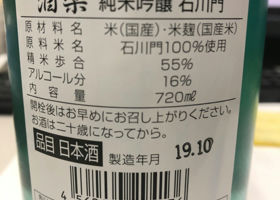 純米吟醸 石川門
原材料名 米(国産)・米麹(国産米)
原料米名 石川門100%使用
精米歩合 55%
アルコール分 16%
内容量 720ml
開栓後はお早めにお召し上がりください。
お酒は二十歳になってから。
品目 日本酒 製造年月 19.10